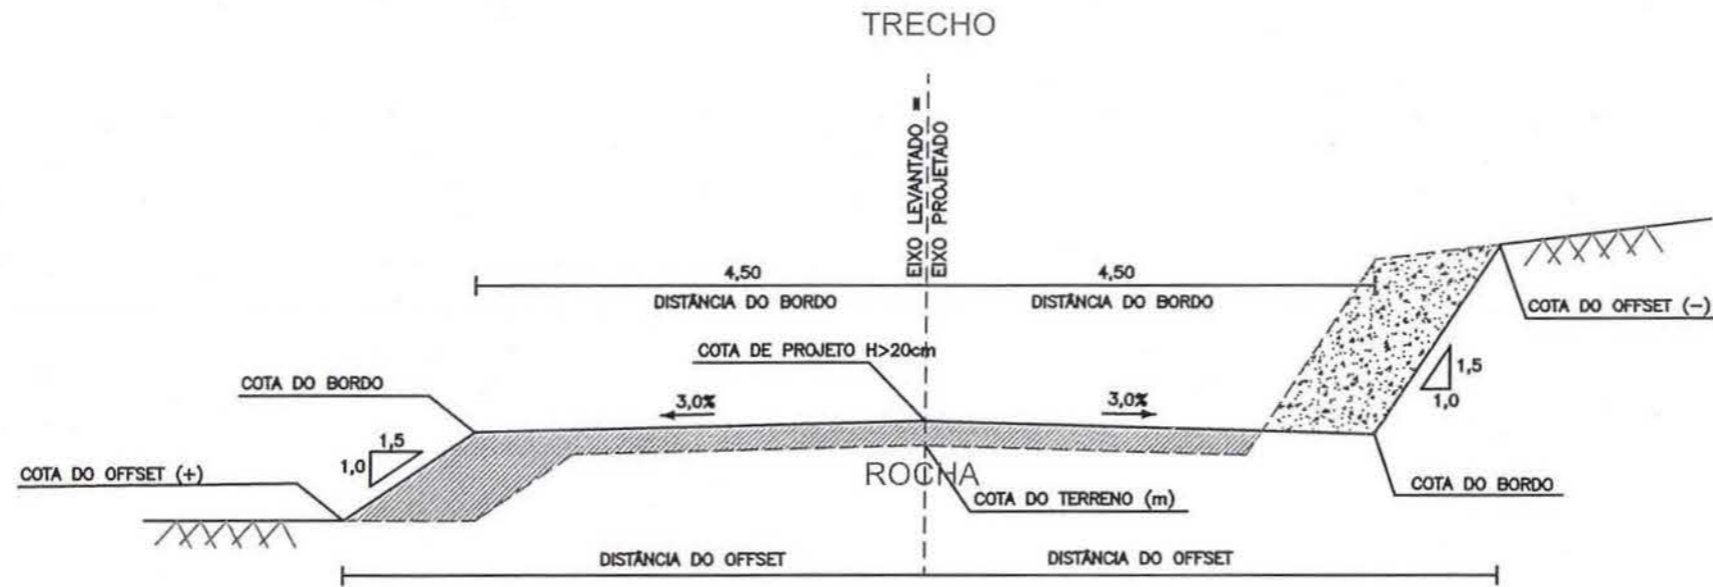 TRECHO
EIXO LEVANTADO =
EIXO PROJETADO
4,50
4,50
DISTÂNCIA DO BORDO
DISTÂNCIA DO BORDO
COTA DO OFFSET (–)
COTA DE PROJETO H>20cm
COTA DO BORDO
3,0%
3,0%
1,5
1,0
1,5
1,0
COTA DO OFFSET (+)
ROCHA
COTA DO TERRENO (m)
COTA DO BORDO
DISTÂNCIA DO OFFSET
DISTÂNCIA DO OFFSET